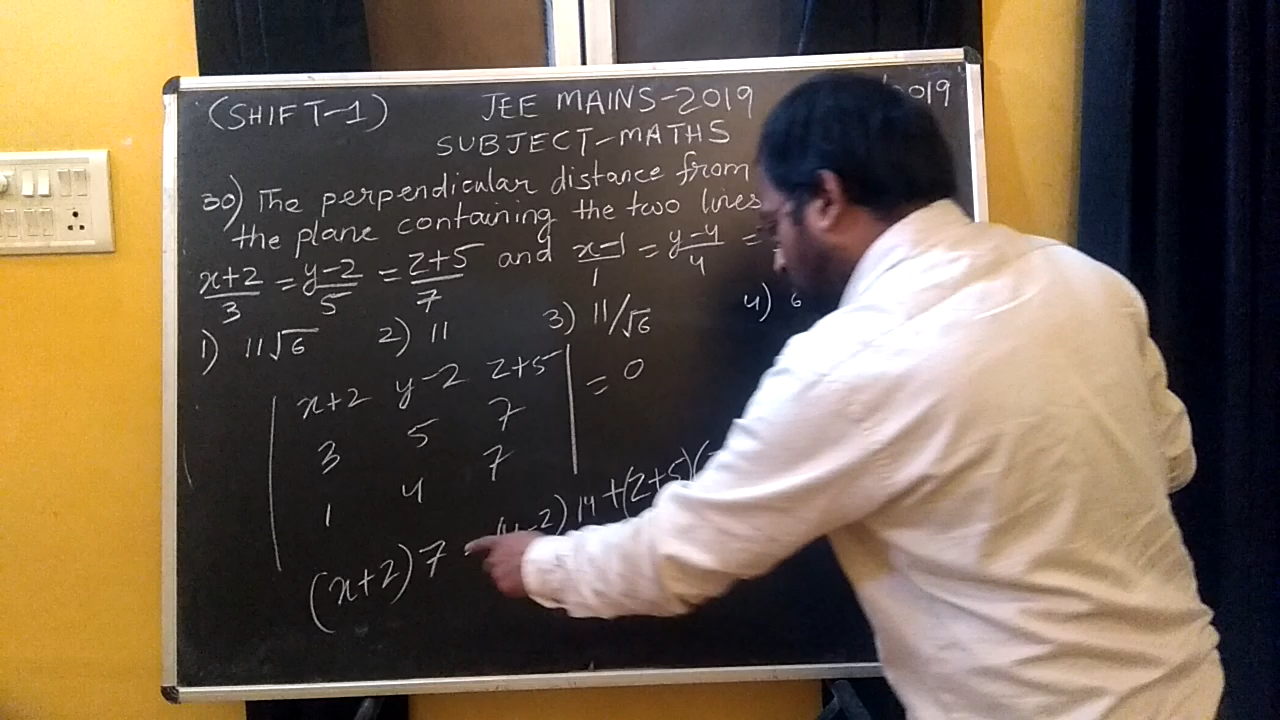 (SHIFT-1) JEE MAINS-2019 2019
SUBJECT-MATHS
30) The perpendicular distance from
the plane containing the two lines
x+2/3 = y-2/5 = z+5/7 and x-1/1 = y-4/4 =
1) 11√6 2) 11 3) 11/√6 4) 6
| x+2 y-2 z+5 | = 0
3 5 7
1 4 7
(x+2)7 - (y-2)14 + (z+5)(